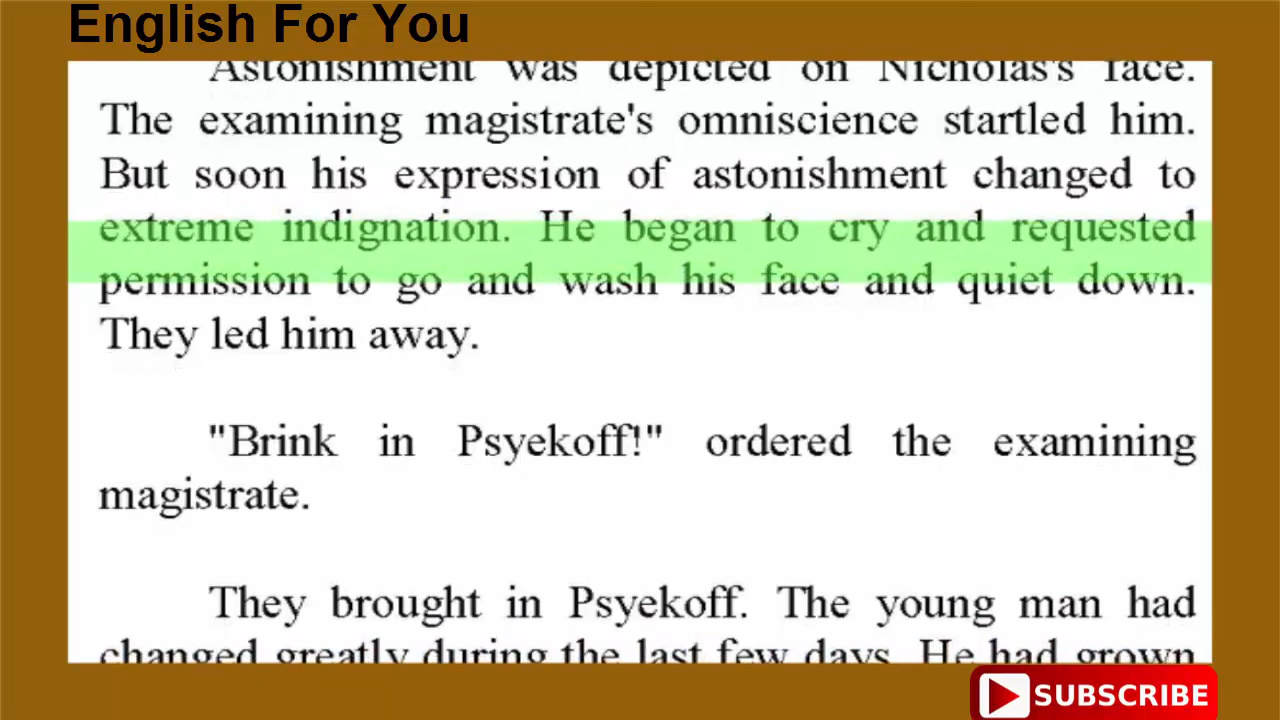 English For You
Astonishment was depicted on Nicholas's face.
The examining magistrate's omniscience startled him.
But soon his expression of astonishment changed to
extreme indignation. He began to cry and requested
permission to go and wash his face and quiet down.
They led him away.
"Brink in Psyekoff!" ordered the examining
magistrate.
They brought in Psyekoff. The young man had
changed greatly during the last few days. He had grown
SUBSCRIBE